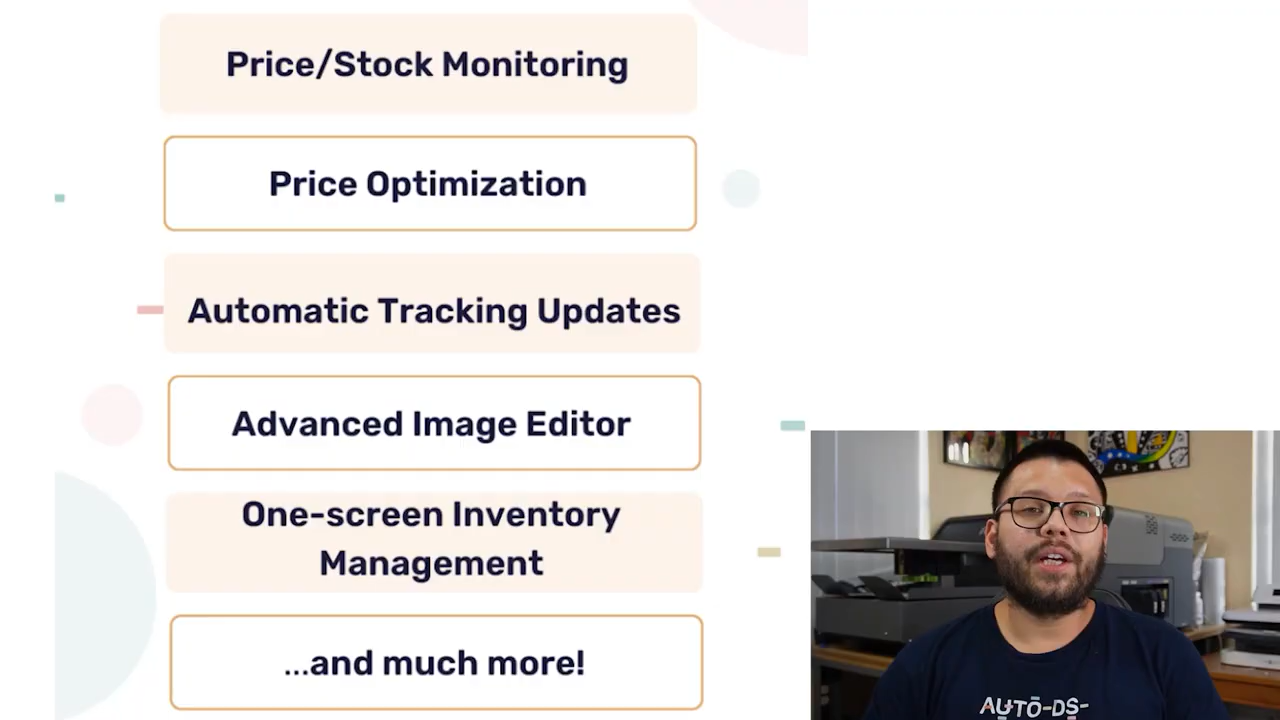 Price/Stock Monitoring
Price Optimization
Automatic Tracking Updates
Advanced Image Editor
One-screen Inventory
Management
...and much more!
AUTO-DS-